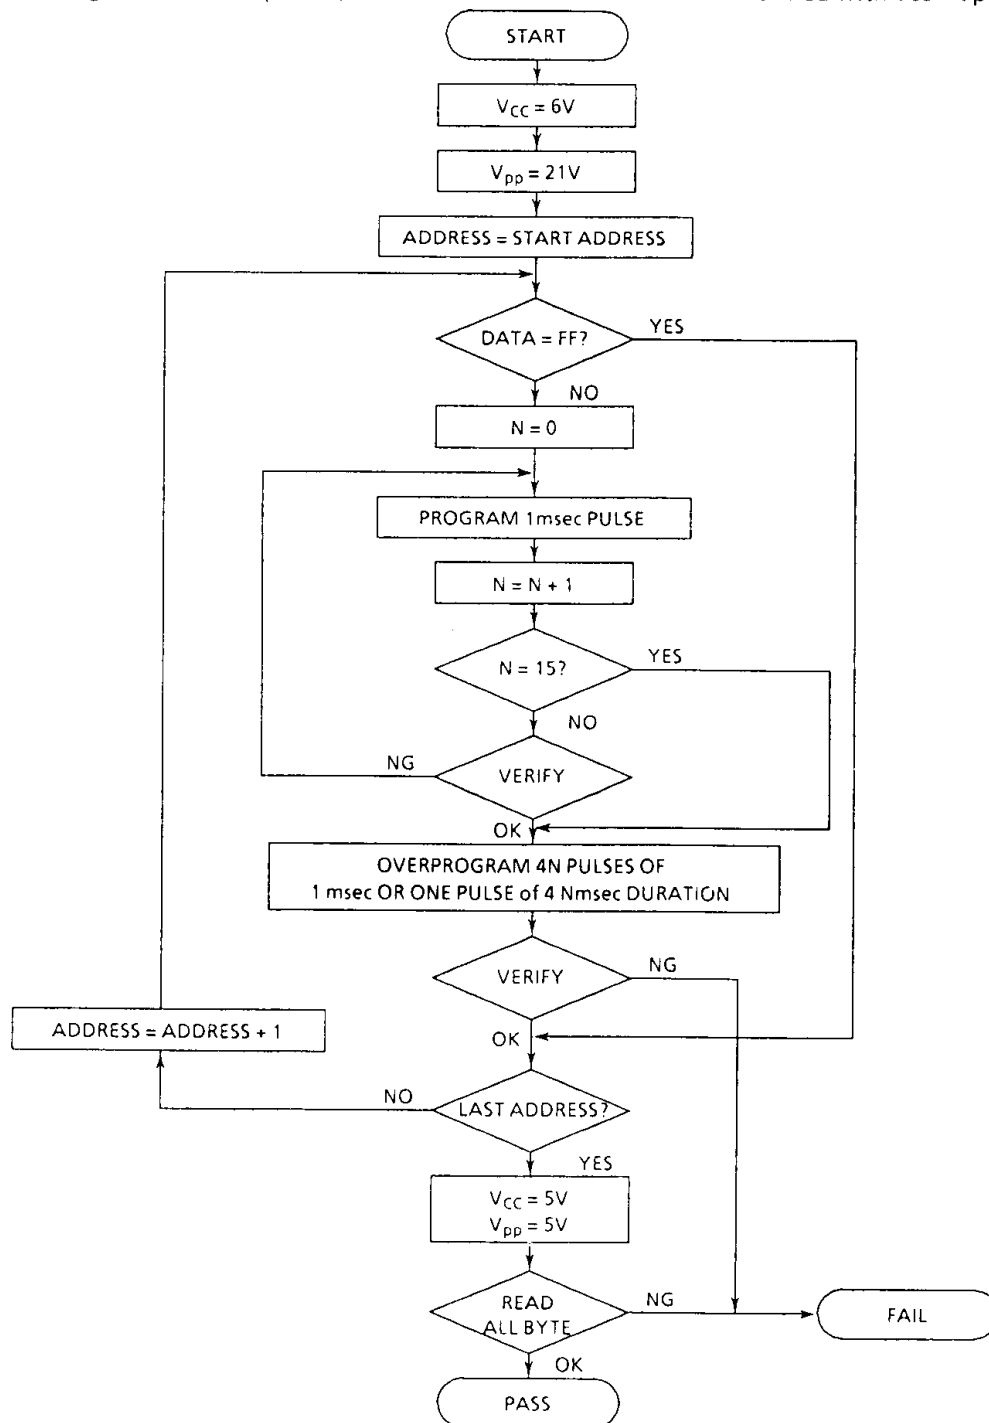 START
V_CC = 6V
V_pp = 21V
ADDRESS = START ADDRESS
DATA = FF?
YES
NO
N = 0
PROGRAM 1msec PULSE
N = N + 1
N = 15?
YES
NO
NG
VERIFY
OK
OVERPROGRAM 4N PULSES OF
1 msec OR ONE PULSE of 4 Nmsec DURATION
VERIFY
NG
ADDRESS = ADDRESS + 1
OK
NO
LAST ADDRESS?
YES
V_CC = 5V
V_pp = 5V
READ
ALL BYTE
NG
FAIL
OK
PASS